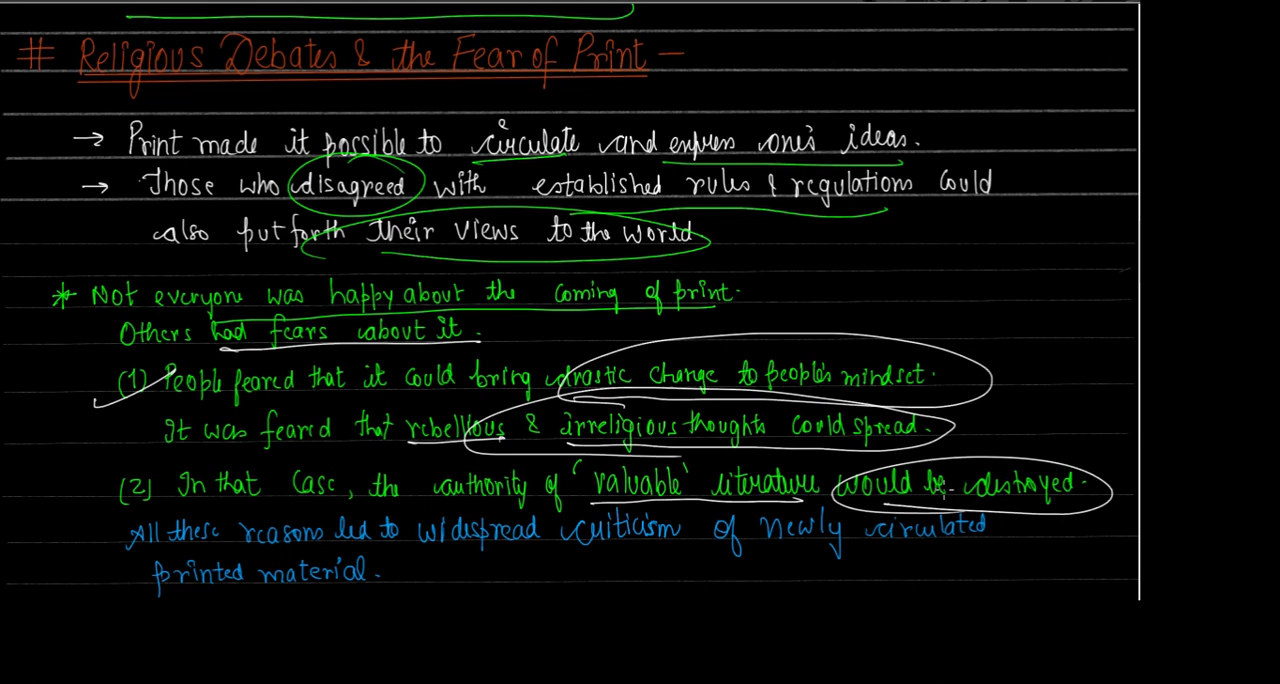 # Religious Debates & the Fear of Print —
→ Print made it possible to circulate and express one's ideas.
→ Those who disagreed with established rules & regulations could
also put forth their views to the world.
* Not everyone was happy about the coming of print.
Others had fears about it.
(1) People feared that it could bring drastic change to people's mindset.
It was feared that rebellious & irreligious thoughts could spread.
(2) In that case, the authority of 'valuable' literature would be destroyed.
All these reasons led to widespread criticism of newly circulated
printed material.